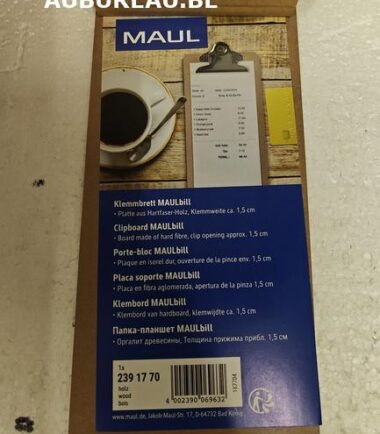 AUBUREAU.BE
MAUL
Klemmbrett MAULbill
· Platte aus Hartfaser-Holz, Klemmweite ca. 1,5 cm
Clipboard MAULbill
· Board made of hard fibre, clip opening approx. 1,5 cm
Porte-bloc MAULbill
· Plaque en isorel dur, ouverture de la pince env. 1,5 cm
Placa soporte MAULbill
· Placa en fibra aglomerada, apertura de la pinza 1,5 cm
Klembord MAULbill
· Klembord van hardboard, klemwijdte ca. 1,5 cm
Папка-планшет MAULbill
· Оргалит древесины, Толщина прижима прибл. 1,5 см
1x
239 17 70
holz
wood
bois
4 002390 069632
www.maul.de, Jakob-Maul-Str. 17, D-64732 Bad König